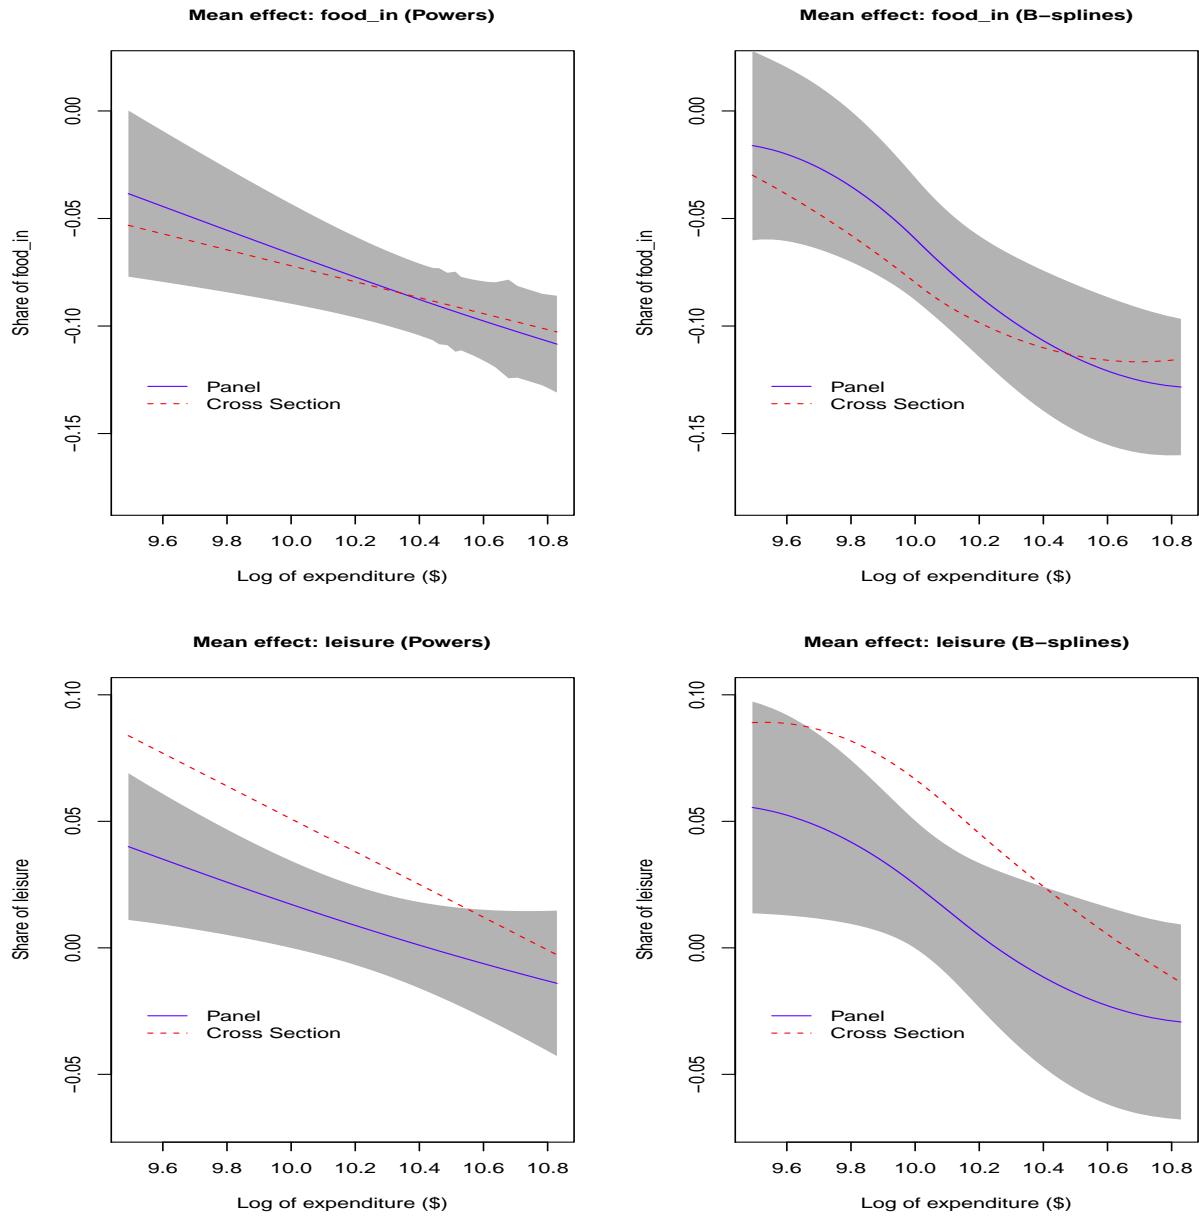 Mean effect: food_in (Powers)
Share of food_in
0.00
−0.05
−0.10
−0.15
Panel
Cross Section
9.6 9.8 10.0 10.2 10.4 10.6 10.8
Log of expenditure ($)
Mean effect: food_in (B−splines)
Share of food_in
0.00
−0.05
−0.10
−0.15
Panel
Cross Section
9.6 9.8 10.0 10.2 10.4 10.6 10.8
Log of expenditure ($)
Mean effect: leisure (Powers)
Share of leisure
0.10
0.05
0.00
−0.05
Panel
Cross Section
9.6 9.8 10.0 10.2 10.4 10.6 10.8
Log of expenditure ($)
Mean effect: leisure (B−splines)
Share of leisure
0.10
0.05
0.00
−0.05
Panel
Cross Section
9.6 9.8 10.0 10.2 10.4 10.6 10.8
Log of expenditure ($)